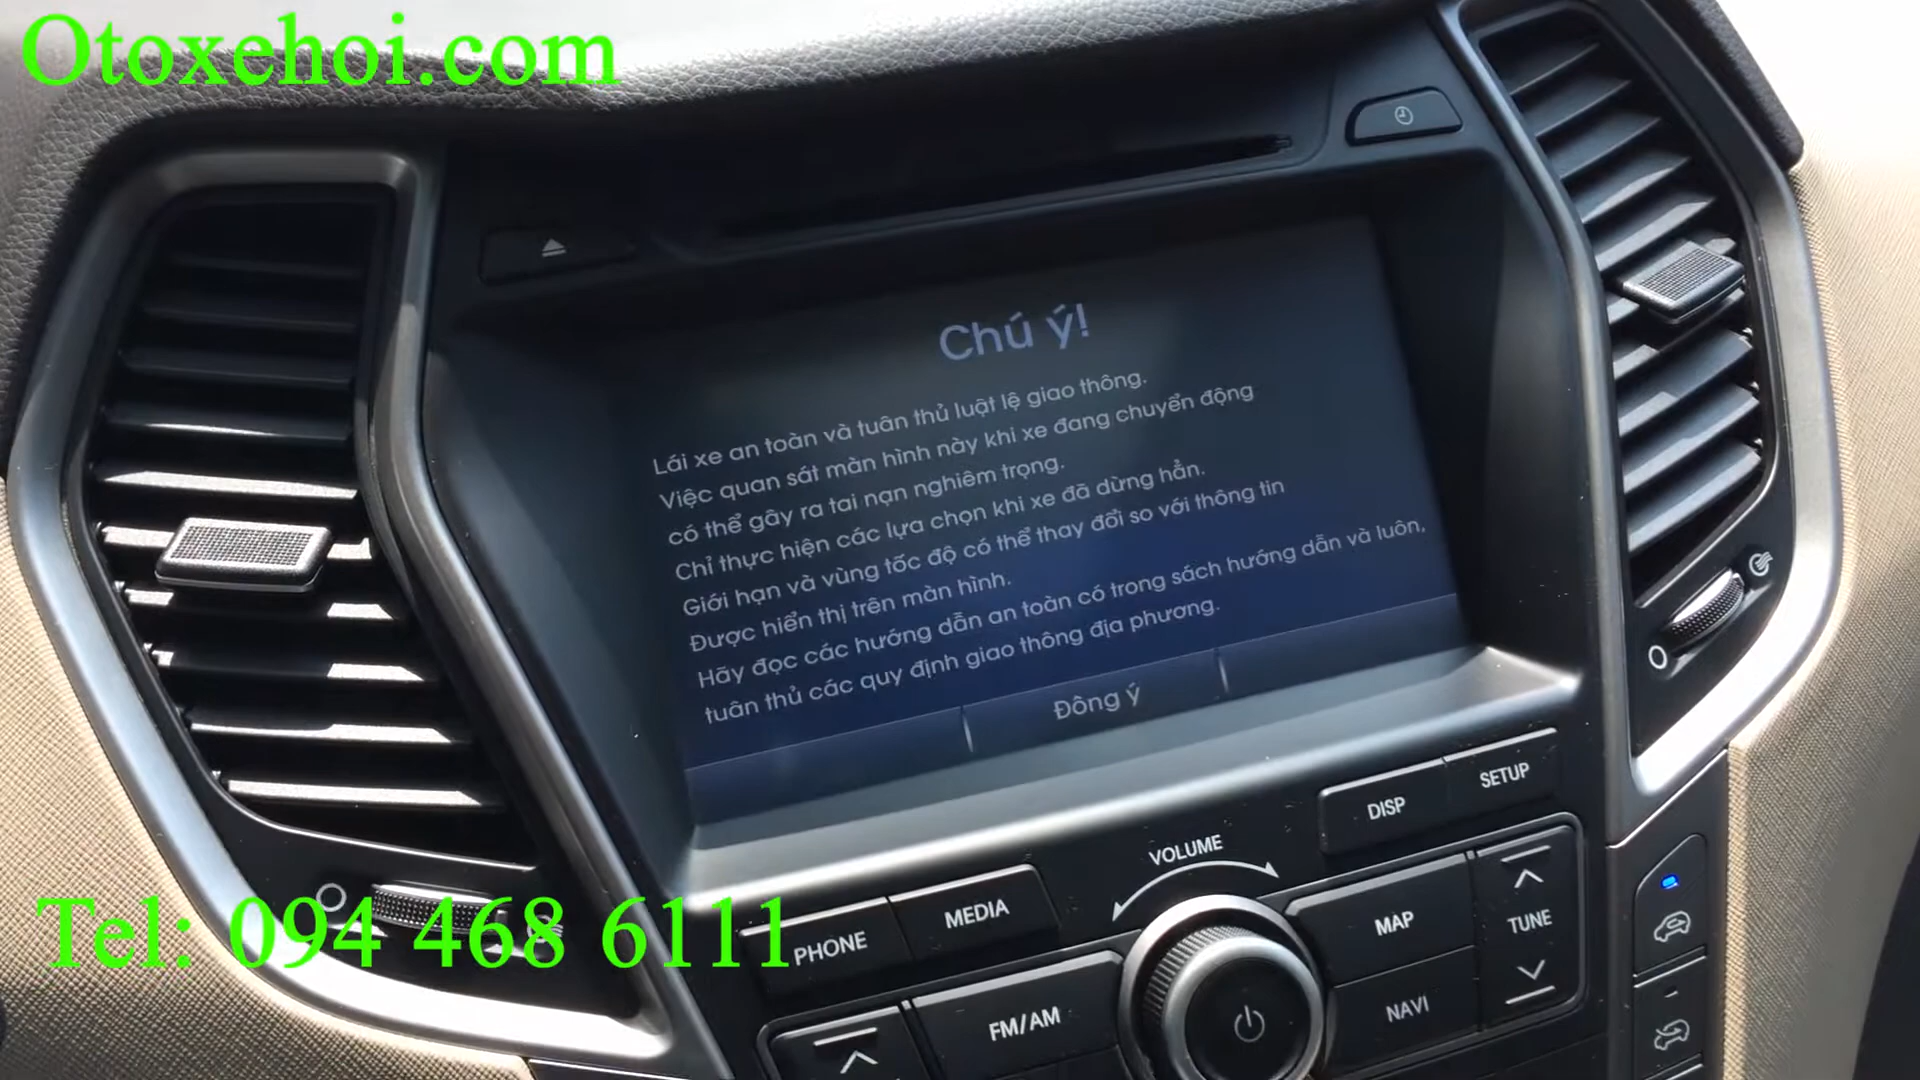 Otoxehoi.com
Chú ý!
Lái xe an toàn và tuân thủ luật lệ giao thông.
Việc quan sát màn hình này khi xe đang chuyển động
có thể gây ra tai nạn nghiêm trọng.
Chỉ thực hiện các lựa chọn khi xe đã dừng hẳn.
Giới hạn và vùng tốc độ có thể thay đổi so với thông tin
Được hiển thị trên màn hình.
Hãy đọc các hướng dẫn an toàn có trong sách hướng dẫn và luôn,
tuân thủ các quy định giao thông địa phương.
Đồng ý
DISP
SETUP
VOLUME
PHONE
MEDIA
MAP
TUNE
FM/AM
NAVI
Tel: 094 468 6111